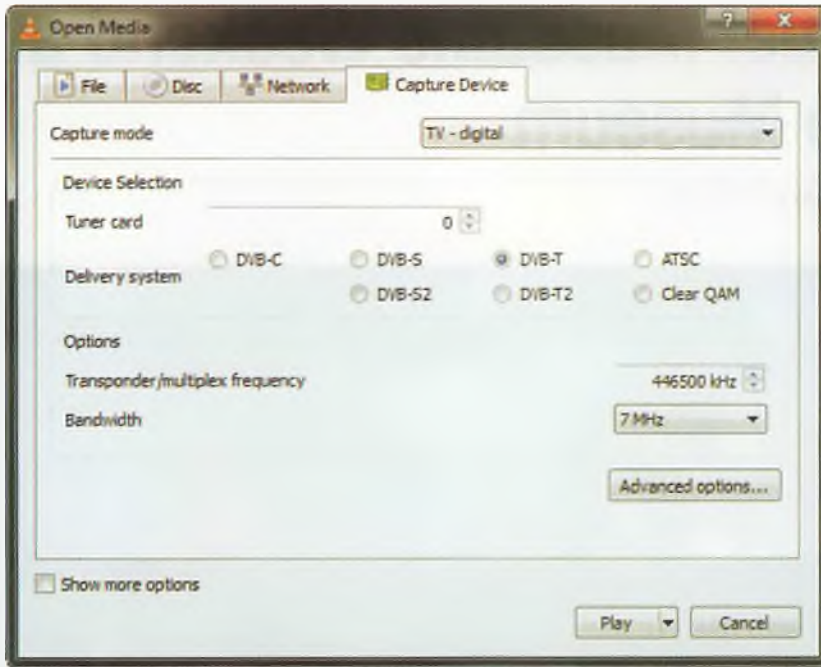 Open Media
File Disc Network Capture Device
Capture mode TV - digital
Device Selection
Tuner card 0
Delivery system DVB-C DVB-S DVB-T ATSC
DVB-S2 DVB-T2 Clear QAM
Options
Transponder/multiplex frequency 446500 kHz
Bandwidth 7 MHz
Advanced options...
Show more options
Play Cancel